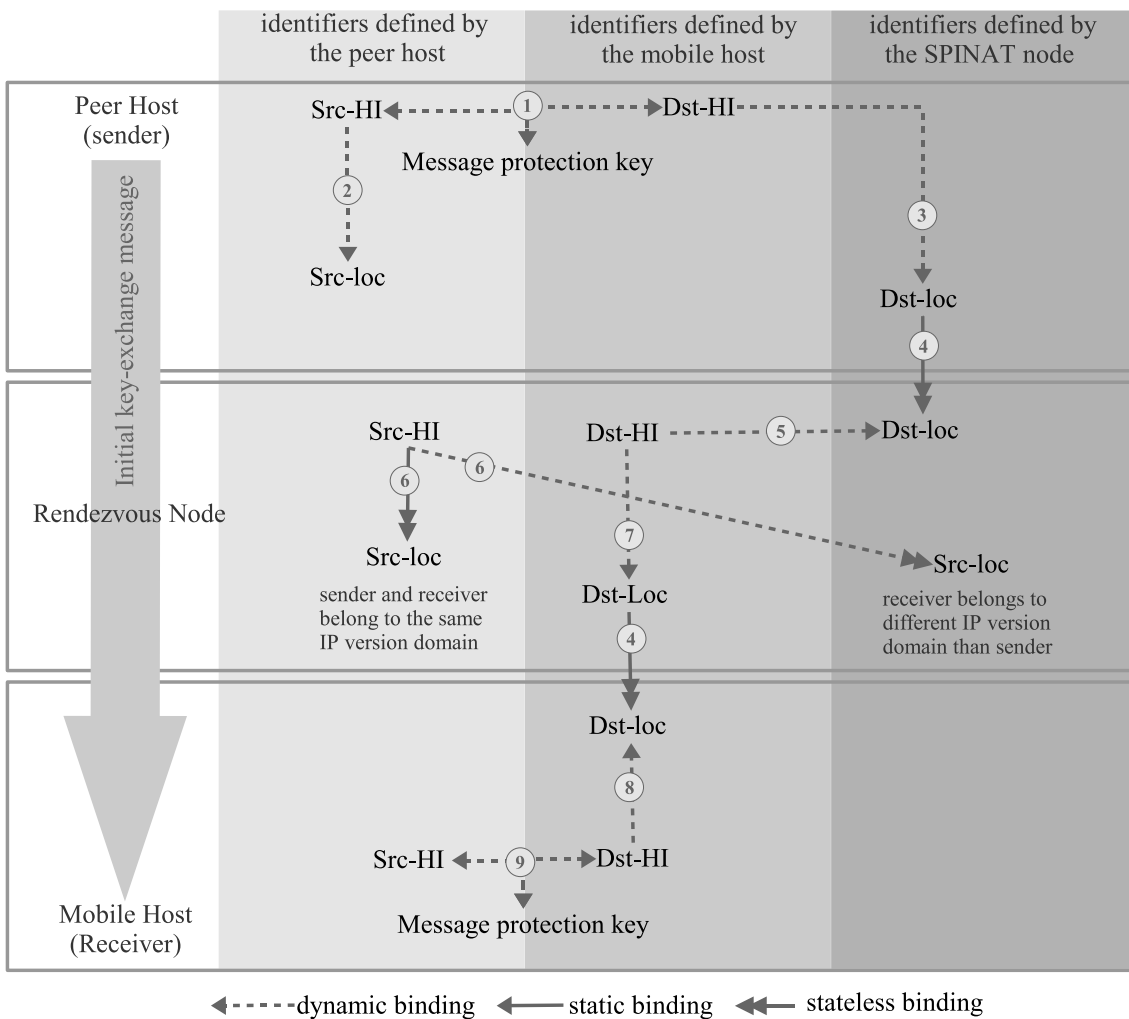 identifiers defined by
the peer host
identifiers defined by
the mobile host
identifiers defined by
the SPINAT node
Peer Host
(sender)
Src-HI
1
Dst-HI
Message protection key
2
3
Src-loc
Dst-loc
4
Initial key-exchange message
Rendezvous Node
Src-HI
Dst-HI
5
Dst-loc
6
6
7
Src-loc
Src-loc
sender and receiver
belong to the same
IP version domain
Dst-Loc
receiver belongs to
different IP version
domain than sender
4
Dst-loc
8
Src-HI
9
Dst-HI
Message protection key
Mobile Host
(Receiver)
dynamic binding
static binding
stateless binding